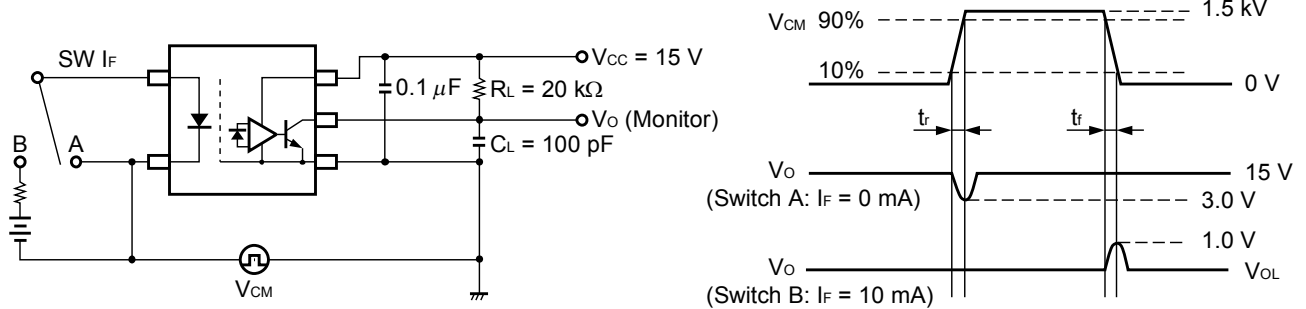 SW IF
B
A
VCC = 15 V
0.1 μF
RL = 20 kΩ
VO (Monitor)
CL = 100 pF
VCM
VCM 90%
1.5 kV
10%
0 V
tr
tf
VO
15 V
(Switch A: IF = 0 mA)
3.0 V
1.0 V
VO
VOL
(Switch B: IF = 10 mA)